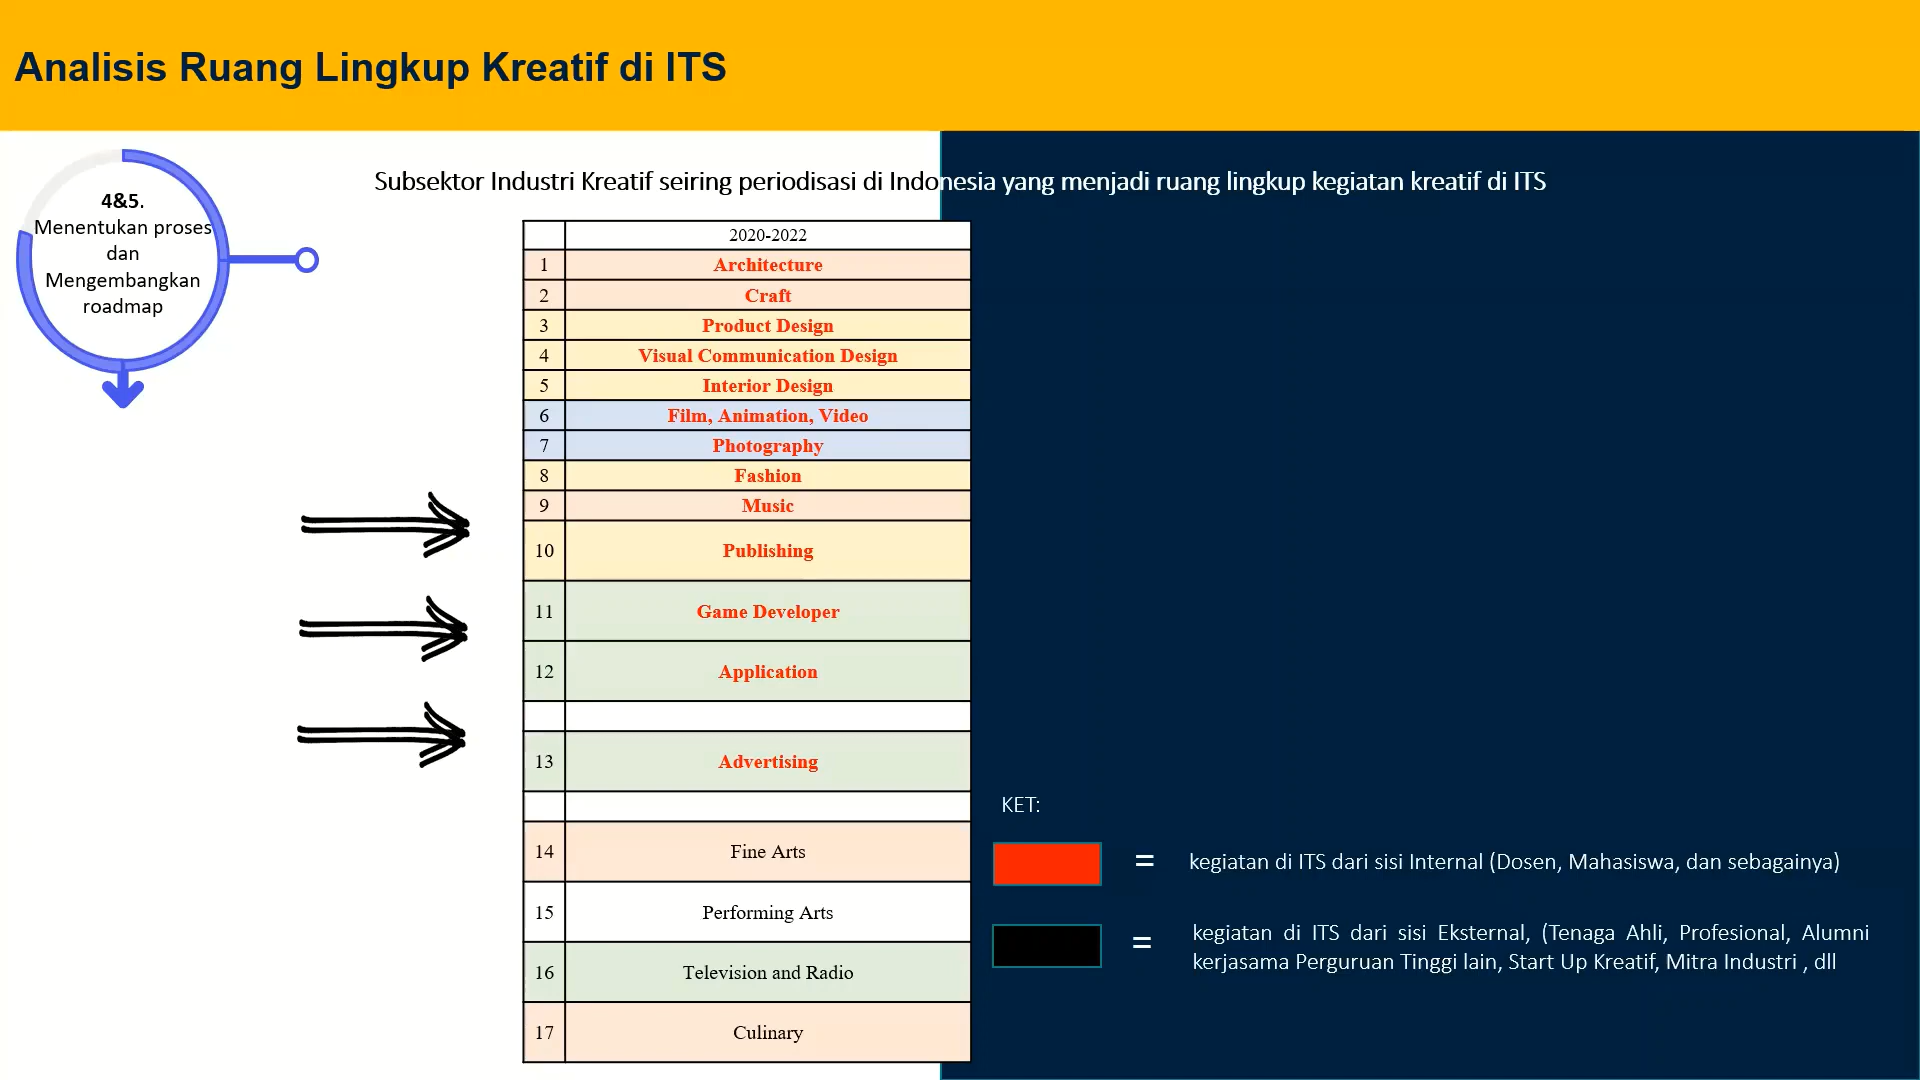 Analisis Ruang Lingkup Kreatif di ITS
4&5.
Menentukan proses
dan
Mengembangkan
roadmap
Subsektor Industri Kreatif seiring periodisasi di Indonesia yang menjadi ruang lingkup kegiatan kreatif di ITS
2020-2022
1 Architecture
2 Craft
3 Product Design
4 Visual Communication Design
5 Interior Design
6 Film, Animation, Video
7 Photography
8 Fashion
9 Music
10 Publishing
11 Game Developer
12 Application
13 Advertising
14 Fine Arts
15 Performing Arts
16 Television and Radio
17 Culinary
KET:
= kegiatan di ITS dari sisi Internal (Dosen, Mahasiswa, dan sebagainya)
= kegiatan di ITS dari sisi Eksternal, (Tenaga Ahli, Profesional, Alumni
kerjasama Perguruan Tinggi lain, Start Up Kreatif, Mitra Industri , dll